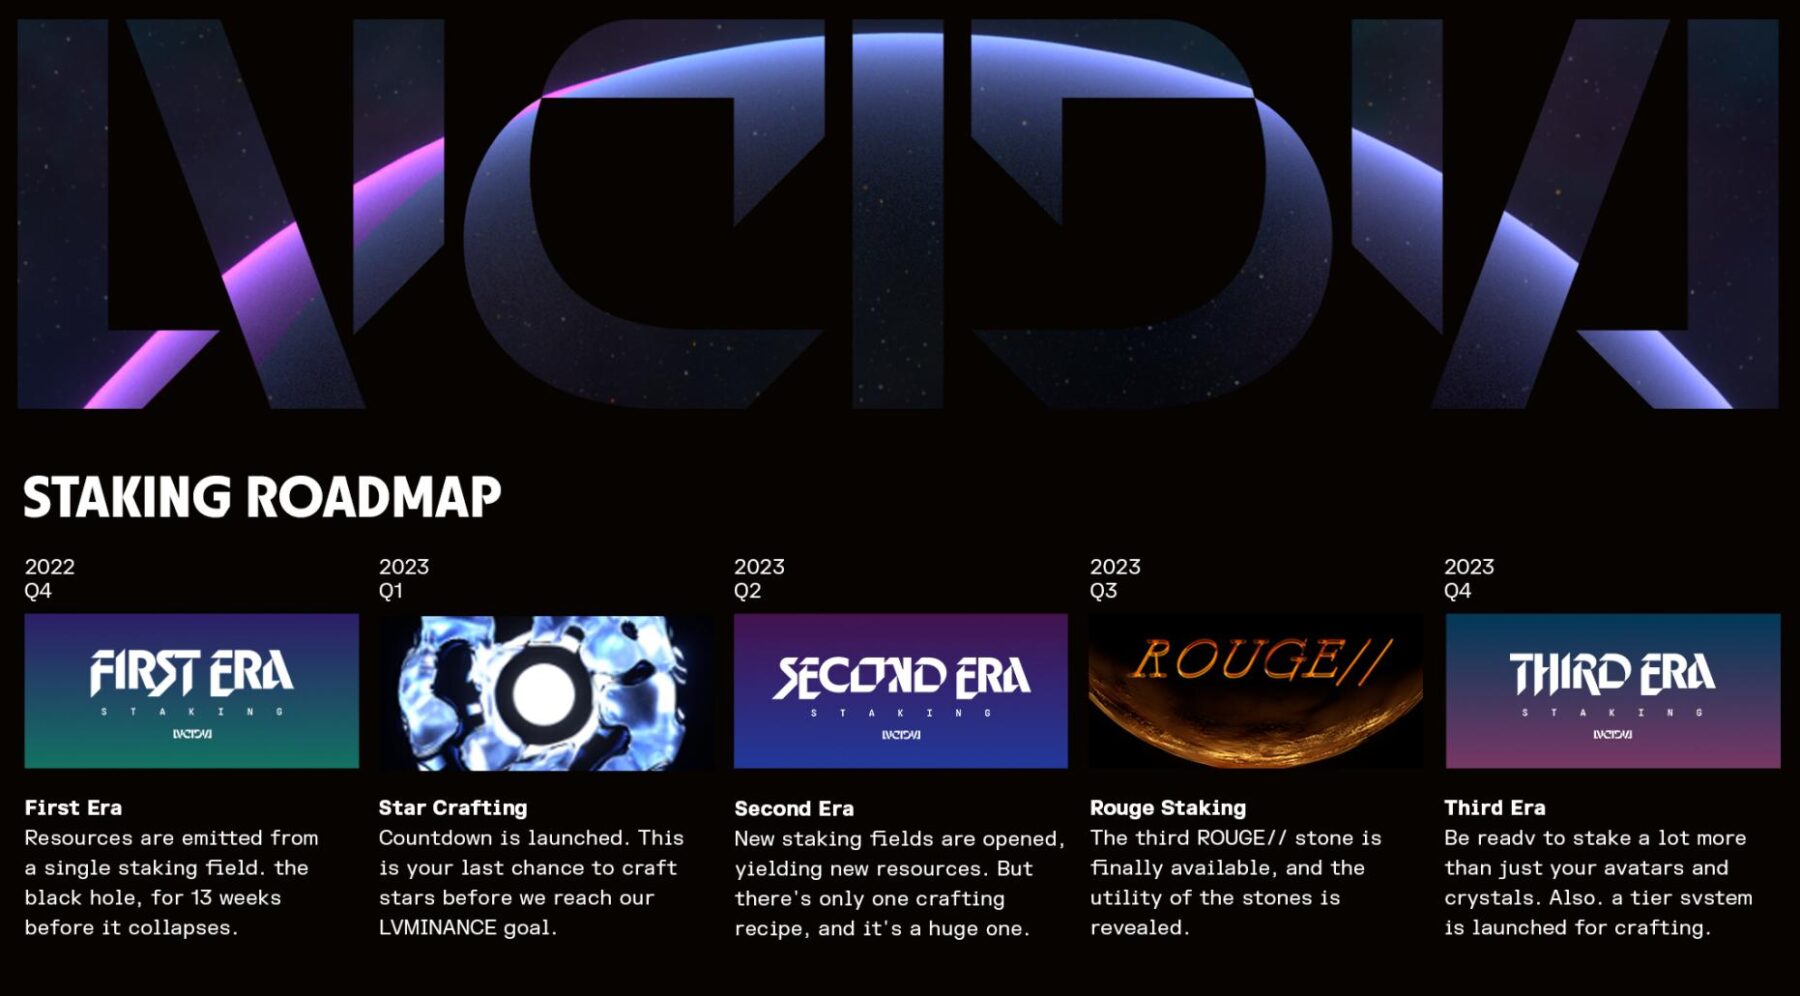 LVCIDVI
STAKING ROADMAP
2022
Q4
2023
Q1
2023
Q2
2023
Q3
2023
Q4
FIRST ERA
STAKING
SECOND ERA
STAKING
ROUGE//
THIRD ERA
STAKING
First Era
Resources are emitted from
a single staking field. the
black hole, for 13 weeks
before it collapses.
Star Crafting
Countdown is launched. This
is your last chance to craft
stars before we reach our
LVMINANCE goal.
Second Era
New staking fields are opened,
yielding new resources. But
there's only one crafting
recipe, and it's a huge one.
Rouge Staking
The third ROUGE// stone is
finally available, and the
utility of the stones is
revealed.
Third Era
Be readv to stake a lot more
than just your avatars and
crystals. Also. a tier svstem
is launched for crafting.